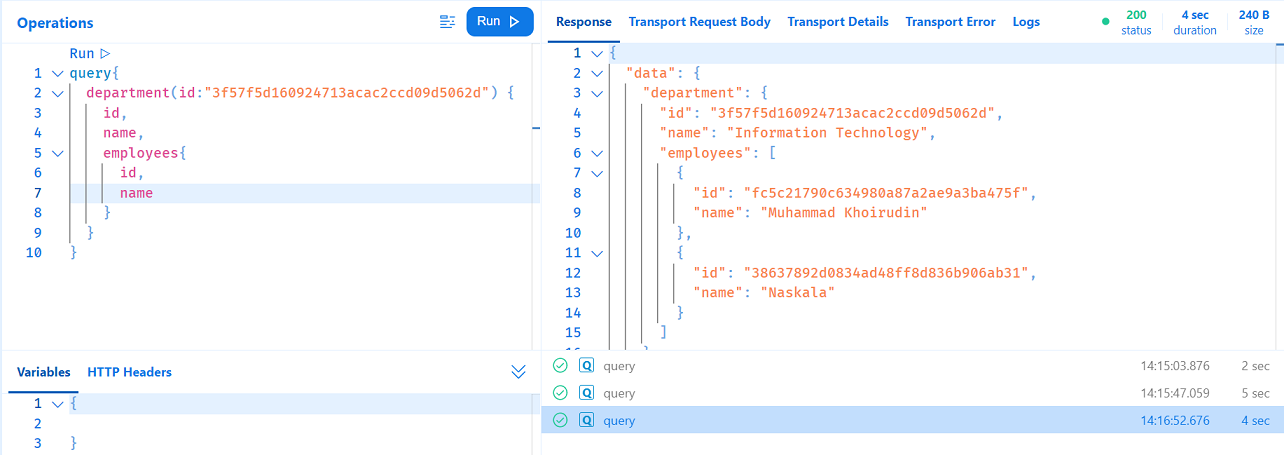 Operations
Run
Run
1 query{
2 department(id:"3f57f5d160924713acac2ccd09d5062d") {
3 id,
4 name,
5 employees{
6 id,
7 name
8 }
9 }
10 }
Variables HTTP Headers
1 {
2
3 }
Response Transport Request Body Transport Details Transport Error Logs
200 status
4 sec duration
240 B size
1 {
2 "data": {
3 "department": {
4 "id": "3f57f5d160924713acac2ccd09d5062d",
5 "name": "Information Technology",
6 "employees": [
7 {
8 "id": "fc5c21790c634980a87a2ae9a3ba475f",
9 "name": "Muhammad Khoirudin"
10 },
11 {
12 "id": "38637892d0834ad48ff8d836b906ab31",
13 "name": "Naskala"
14 }
15 ]
Q query 14:15:03.876 2 sec
Q query 14:15:47.059 5 sec
Q query 14:16:52.676 4 sec